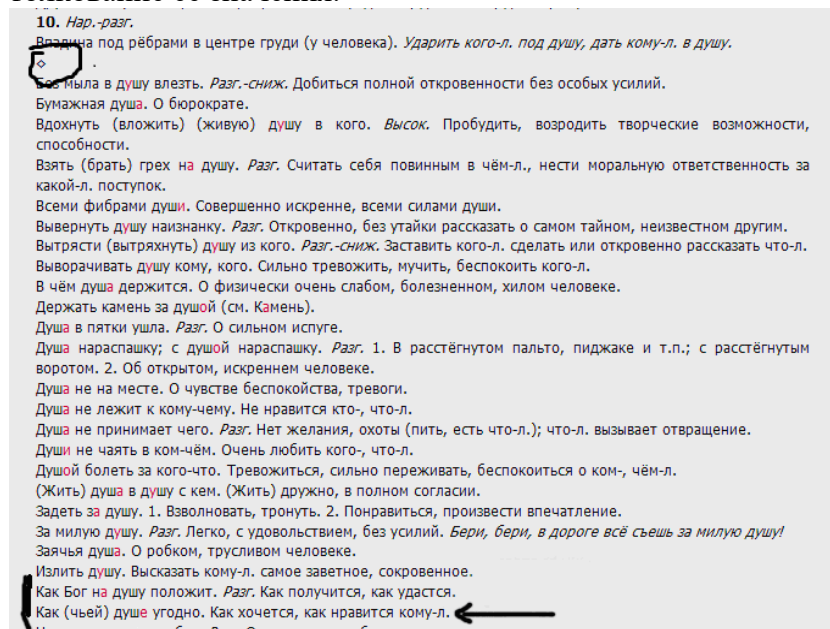 10. Нар.-разг.
Впадина под рёбрами в центре груди (у человека). Ударить кого-л. под душу, дать кому-л. в душу.
◇ .
Без мыла в душу влезть. Разг.-сниж. Добиться полной откровенности без особых усилий.
Бумажная душа. О бюрократе.
Вдохнуть (вложить) (живую) душу в кого. Высок. Пробудить, возродить творческие возможности,
способности.
Взять (брать) грех на душу. Разг. Считать себя повинным в чём-л., нести моральную ответственность за
какой-л. поступок.
Всеми фибрами души. Совершенно искренне, всеми силами души.
Вывернуть душу наизнанку. Разг. Откровенно, без утайки рассказать о самом тайном, неизвестном другим.
Вытрясти (вытряхнуть) душу из кого. Разг.-сниж. Заставить кого-л. сделать или откровенно рассказать что-л.
Выворачивать душу кому, кого. Сильно тревожить, мучить, беспокоить кого-л.
В чём душа держится. О физически очень слабом, болезненном, хилом человеке.
Держать камень за душой (см. Камень).
Душа в пятки ушла. Разг. О сильном испуге.
Душа нараспашку; с душой нараспашку. Разг. 1. В расстёгнутом пальто, пиджаке и т.п.; с расстёгнутым
воротом. 2. Об открытом, искреннем человеке.
Душа не на месте. О чувстве беспокойства, тревоги.
Душа не лежит к кому-чему. Не нравится кто-, что-л.
Душа не принимает чего. Разг. Нет желания, охоты (пить, есть что-л.); что-л. вызывает отвращение.
Души не чаять в ком-чём. Очень любить кого-, что-л.
Душой болеть за кого-что. Тревожиться, сильно переживать, беспокоиться о ком-, чём-л.
(Жить) душа в душу с кем. (Жить) дружно, в полном согласии.
Задеть за душу. 1. Взволновать, тронуть. 2. Понравиться, произвести впечатление.
За милую душу. Разг. Легко, с удовольствием, без усилий. Бери, бери, в дороге всё съешь за милую душу!
Заячья душа. О робком, трусливом человеке.
Излить душу. Высказать кому-л. самое заветное, сокровенное.
Как Бог на душу положит. Разг. Как получится, как удастся.
Как (чьей) душе угодно. Как хочется, как нравится кому-л.